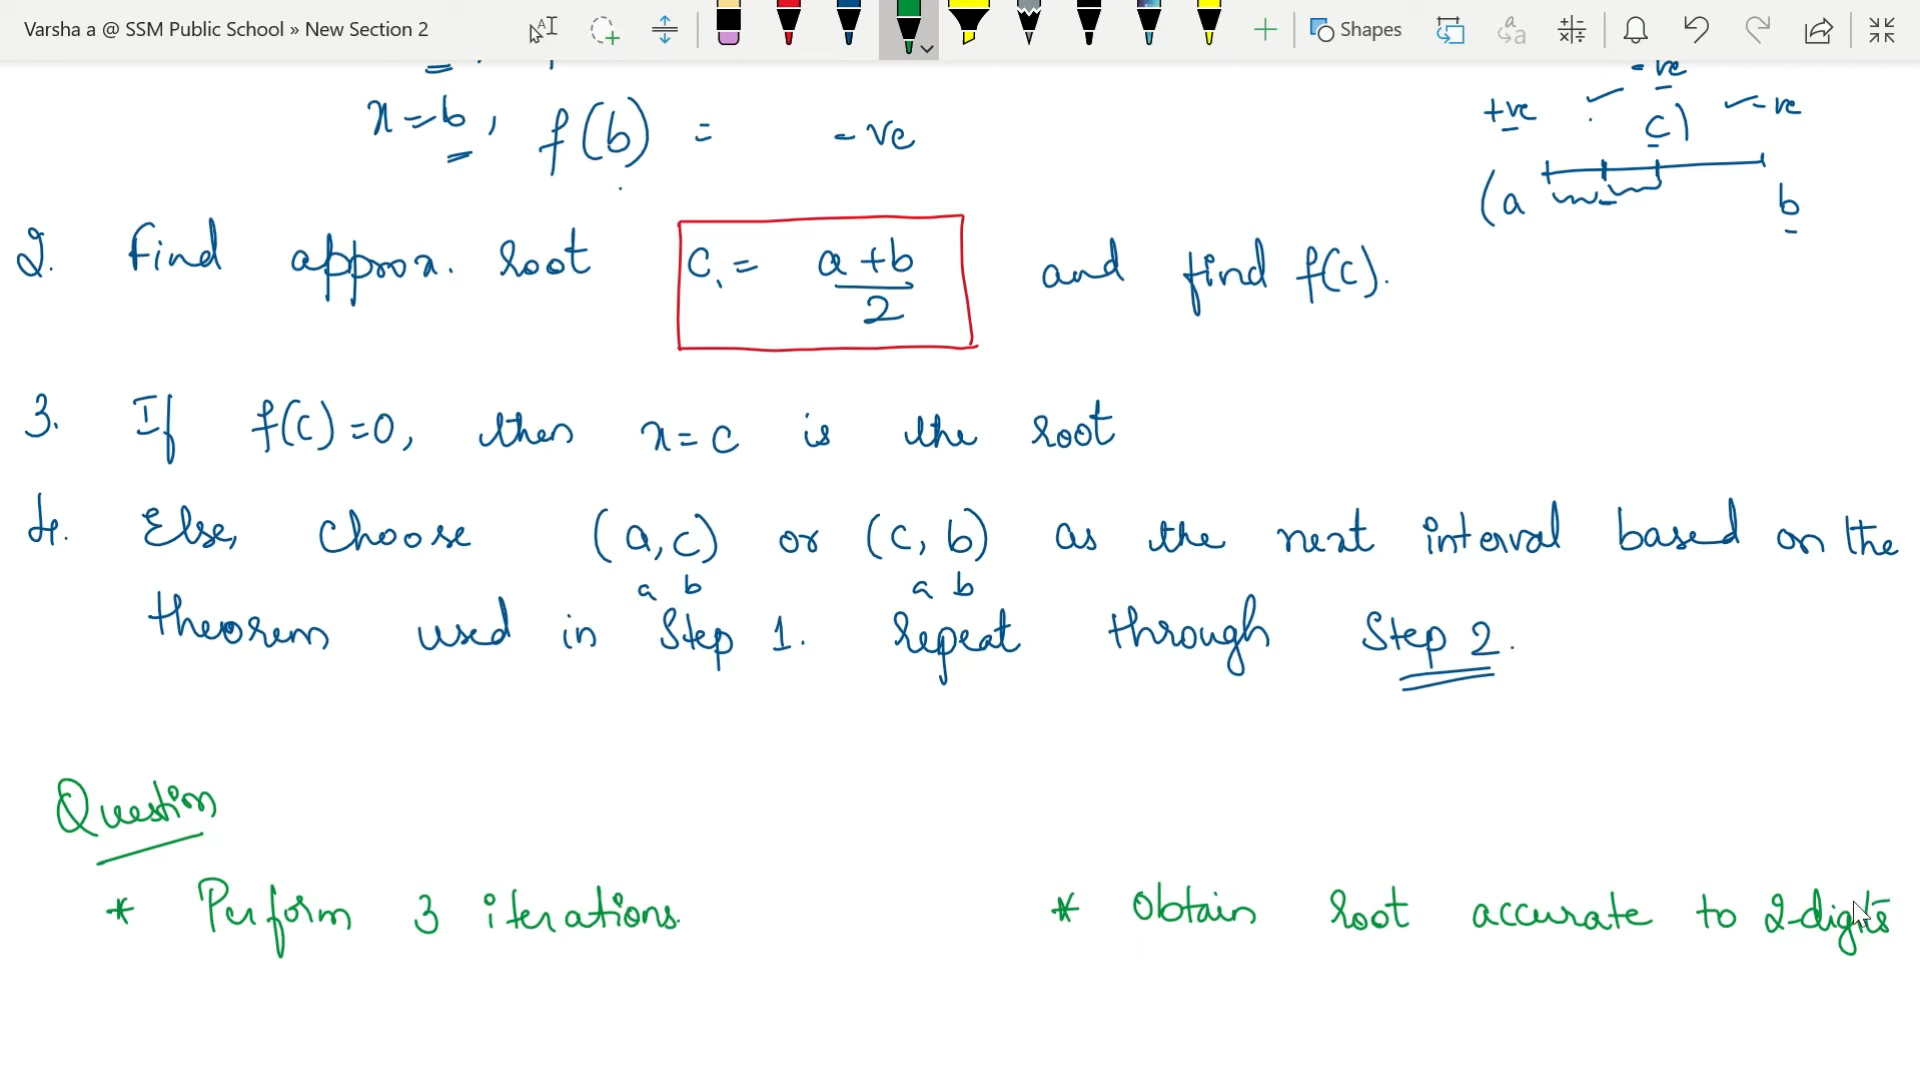 Varsha a @ SSM Public School » New Section 2
Shapes
x=b, f(b) = -ve
-ve
+ve c) -ve
(a b
2. find approx. root c₁ = a+b/2 and find f(c).
3. If f(c)=0, then x=c is the root
4. Else, choose (a,c) or (c,b) as the next interval based on the
a b a b
theorem used in Step 1. Repeat through Step 2.
Question
* Perform 3 iterations.
* Obtain root accurate to 2-digits